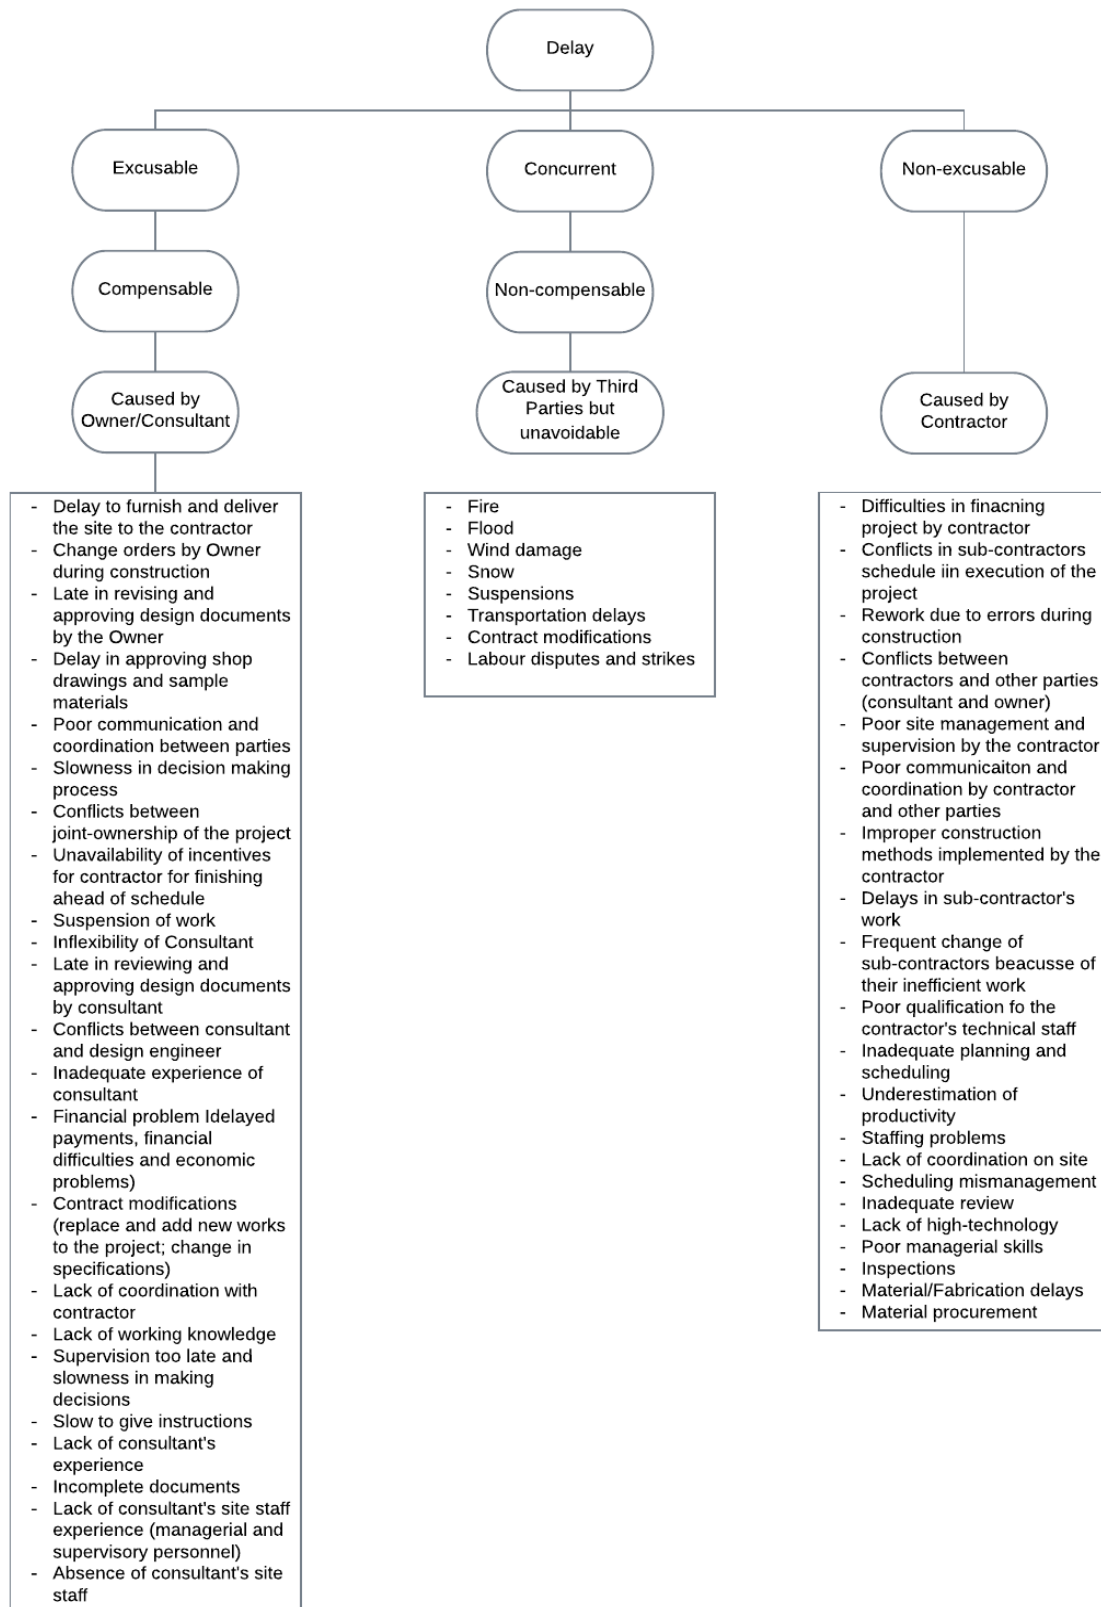 Delay
Excusable
Concurrent
Non-excusable
Compensable
Non-compensable
Caused by
Owner/Consultant
Caused by Third
Parties but
unavoidable
Caused by
Contractor
- Delay to furnish and deliver
the site to the contractor
- Change orders by Owner
during construction
- Late in revising and
approving design documents
by the Owner
- Delay in approving shop
drawings and sample
materials
- Poor communication and
coordination between parties
- Slowness in decision making
process
- Conflicts between
joint-ownership of the project
- Unavailability of incentives
for contractor for finishing
ahead of schedule
- Suspension of work
- Inflexibility of Consultant
- Late in reviewing and
approving design documents
by consultant
- Conflicts between consultant
and design engineer
- Inadequate experience of
consultant
- Financial problem Idelayed
payments, financial
difficulties and economic
problems)
- Contract modifications
(replace and add new works
to the project; change in
specifications)
- Lack of coordination with
contractor
- Lack of working knowledge
- Supervision too late and
slowness in making
decisions
- Slow to give instructions
- Lack of consultant's
experience
- Incomplete documents
- Lack of consultant's site staff
experience (managerial and
supervisory personnel)
- Absence of consultant's site
staff
- Fire
- Flood
- Wind damage
- Snow
- Suspensions
- Transportation delays
- Contract modifications
- Labour disputes and strikes
- Difficulties in finacning
project by contractor
- Conflicts in sub-contractors
schedule iin execution of the
project
- Rework due to errors during
construction
- Conflicts between
contractors and other parties
(consultant and owner)
- Poor site management and
supervision by the contractor
- Poor communicaiton and
coordination by contractor
and other parties
- Improper construction
methods implemented by the
contractor
- Delays in sub-contractor's
work
- Frequent change of
sub-contractors beacusse of
their inefficient work
- Poor qualification fo the
contractor's technical staff
- Inadequate planning and
scheduling
- Underestimation of
productivity
- Staffing problems
- Lack of coordination on site
- Scheduling mismanagement
- Inadequate review
- Lack of high-technology
- Poor managerial skills
- Inspections
- Material/Fabrication delays
- Material procurement